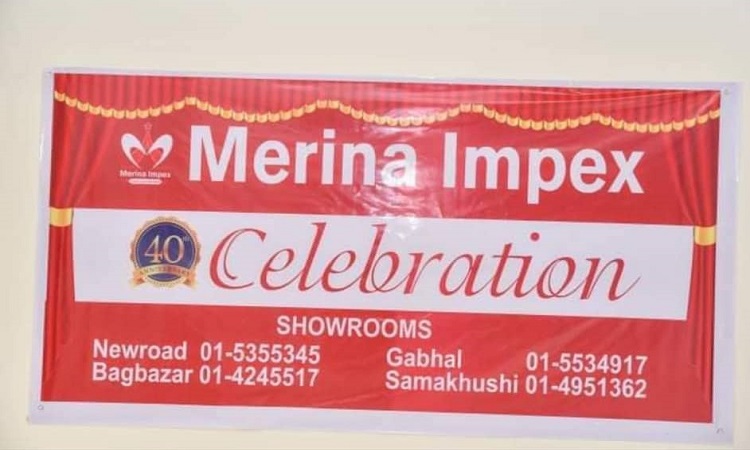 Merina Impex
Merina Impex
40th
ANNIVERSARY
Celebration
SHOWROOMS
Newroad 01-5355345
Gabhal 01-5534917
Bagbazar 01-4245517
Samakhushi 01-4951362